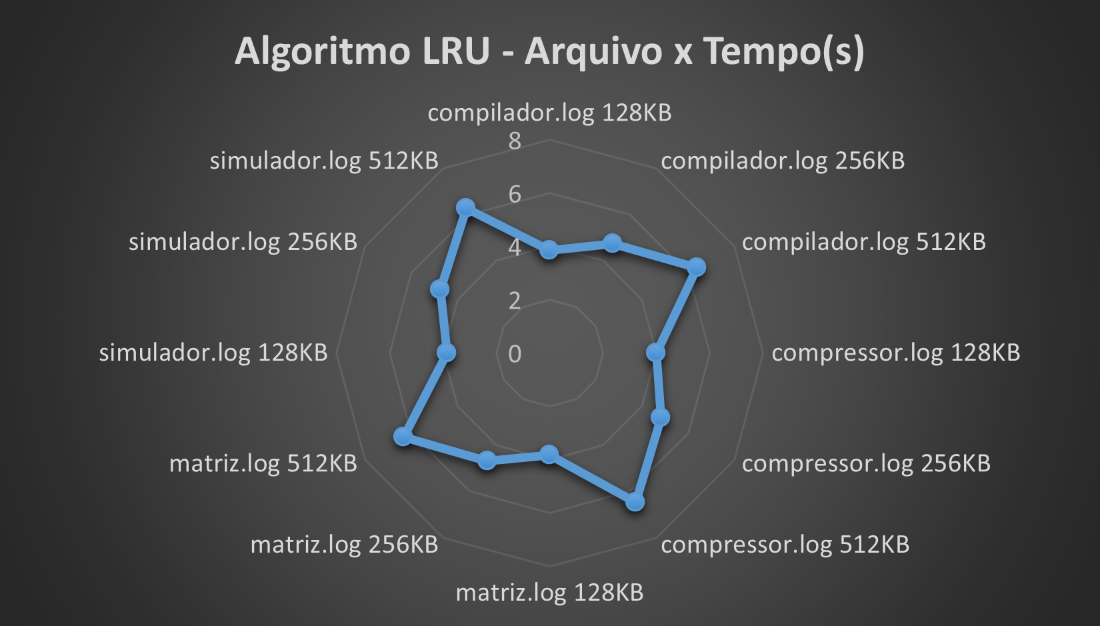 Algoritmo LRU - Arquivo x Tempo(s)
compilador.log 128KB
8
simulador.log 512KB
compilador.log 256KB
6
simulador.log 256KB
4
compilador.log 512KB
2
simulador.log 128KB
0
compressor.log 128KB
matriz.log 512KB
compressor.log 256KB
matriz.log 256KB
compressor.log 512KB
matriz.log 128KB